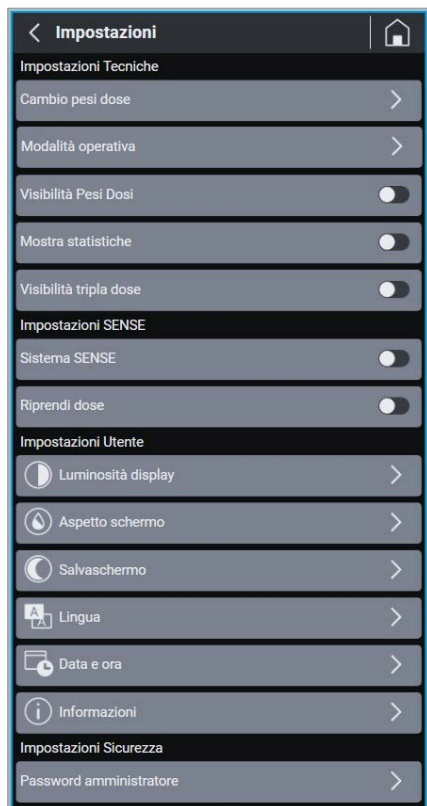 Impostazioni
Impostazioni Tecniche
Cambio pesi dose
Modalità operativa
Visibilità Pesi Dosi
Mostra statistiche
Visibilità tripla dose
Impostazioni SENSE
Sistema SENSE
Riprendi dose
Impostazioni Utente
Luminosità display
Aspetto schermo
Salvaschermo
Lingua
Data e ora
Informazioni
Impostazioni Sicurezza
Password amministratore